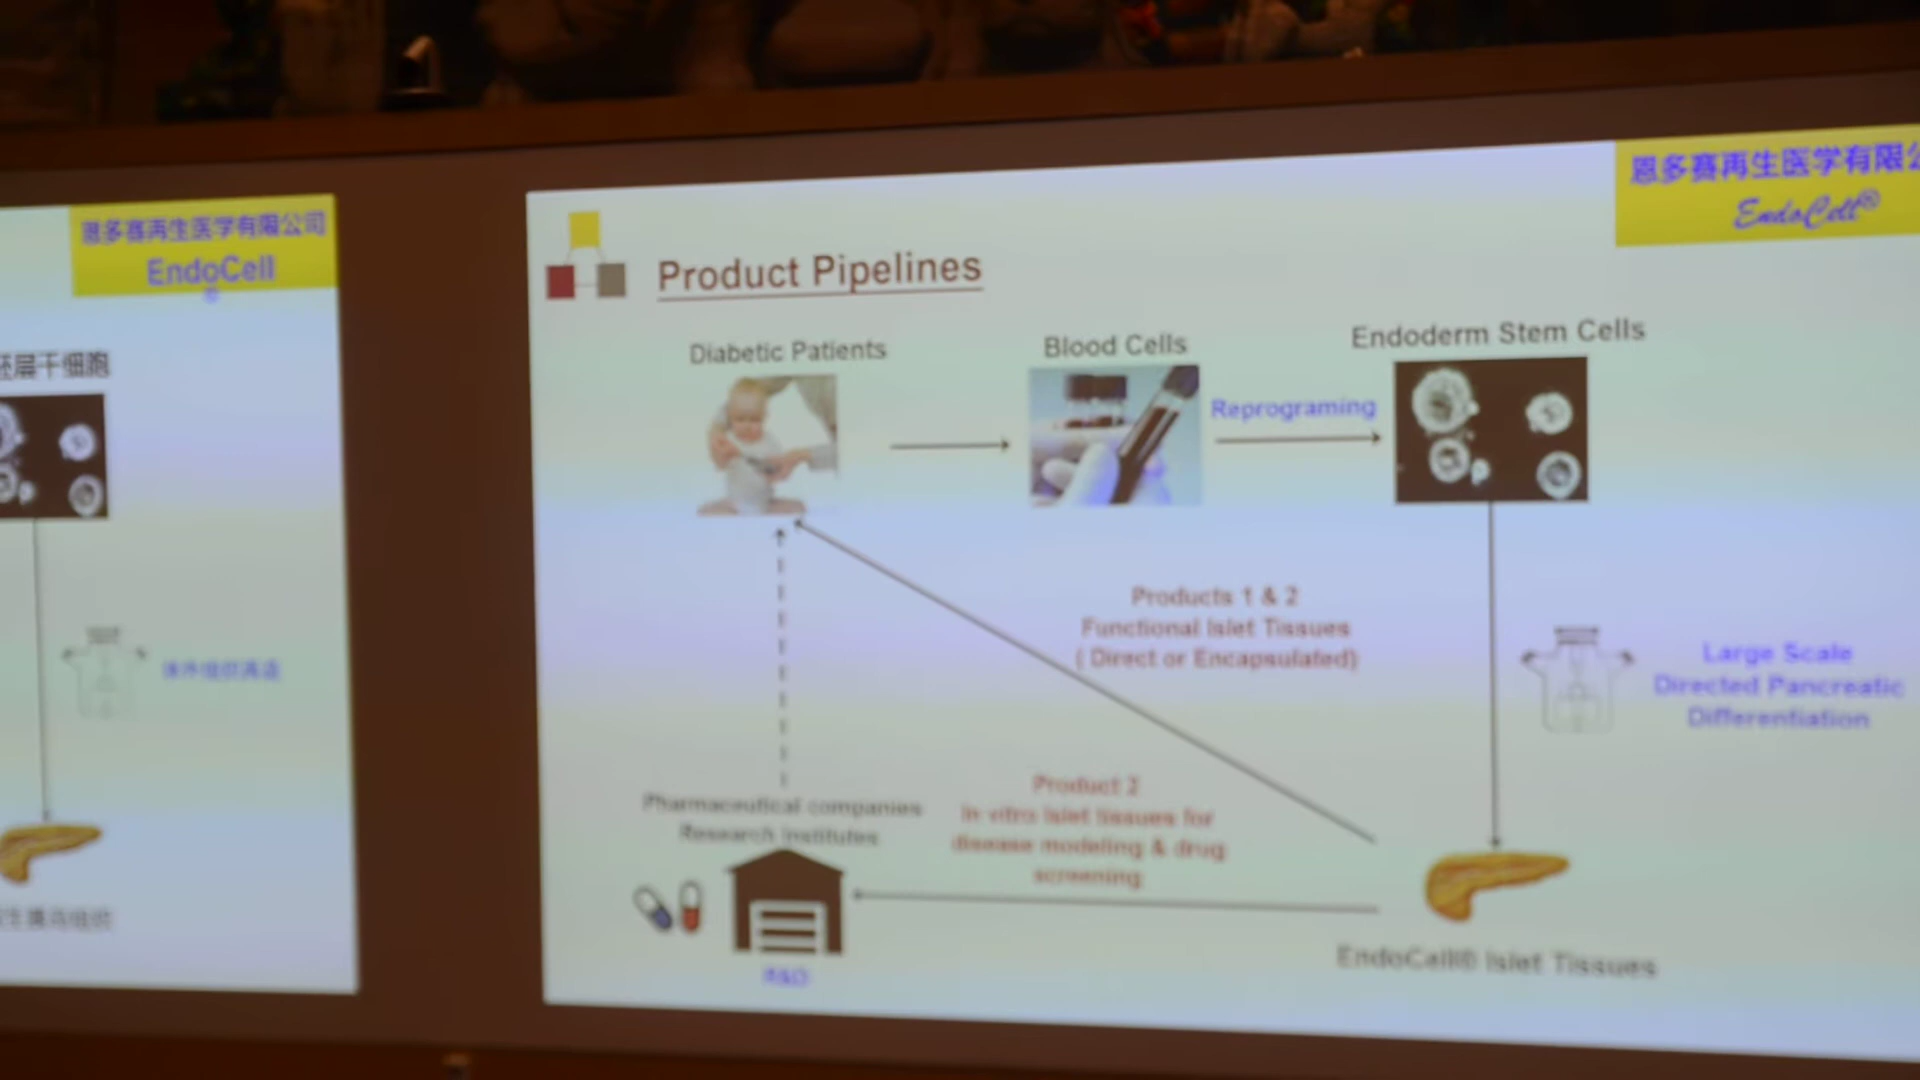 恩多赛再生医学有限公司
EndoCell
®
胚层干细胞
恩多赛再生医学有限公
EndoCell®
Product Pipelines
Diabetic Patients
Blood Cells
Endoderm Stem Cells
Reprograming
Products 1 & 2
Functional Islet Tissues
( Direct or Encapsulated)
Large Scale
Directed Pancreatic
Differentiation
Pharmaceutical companies
Research Institutes
Product 2
In vitro islet tissues for
disease modeling & drug
screening
R&D
EndoCell® Islet Tissues